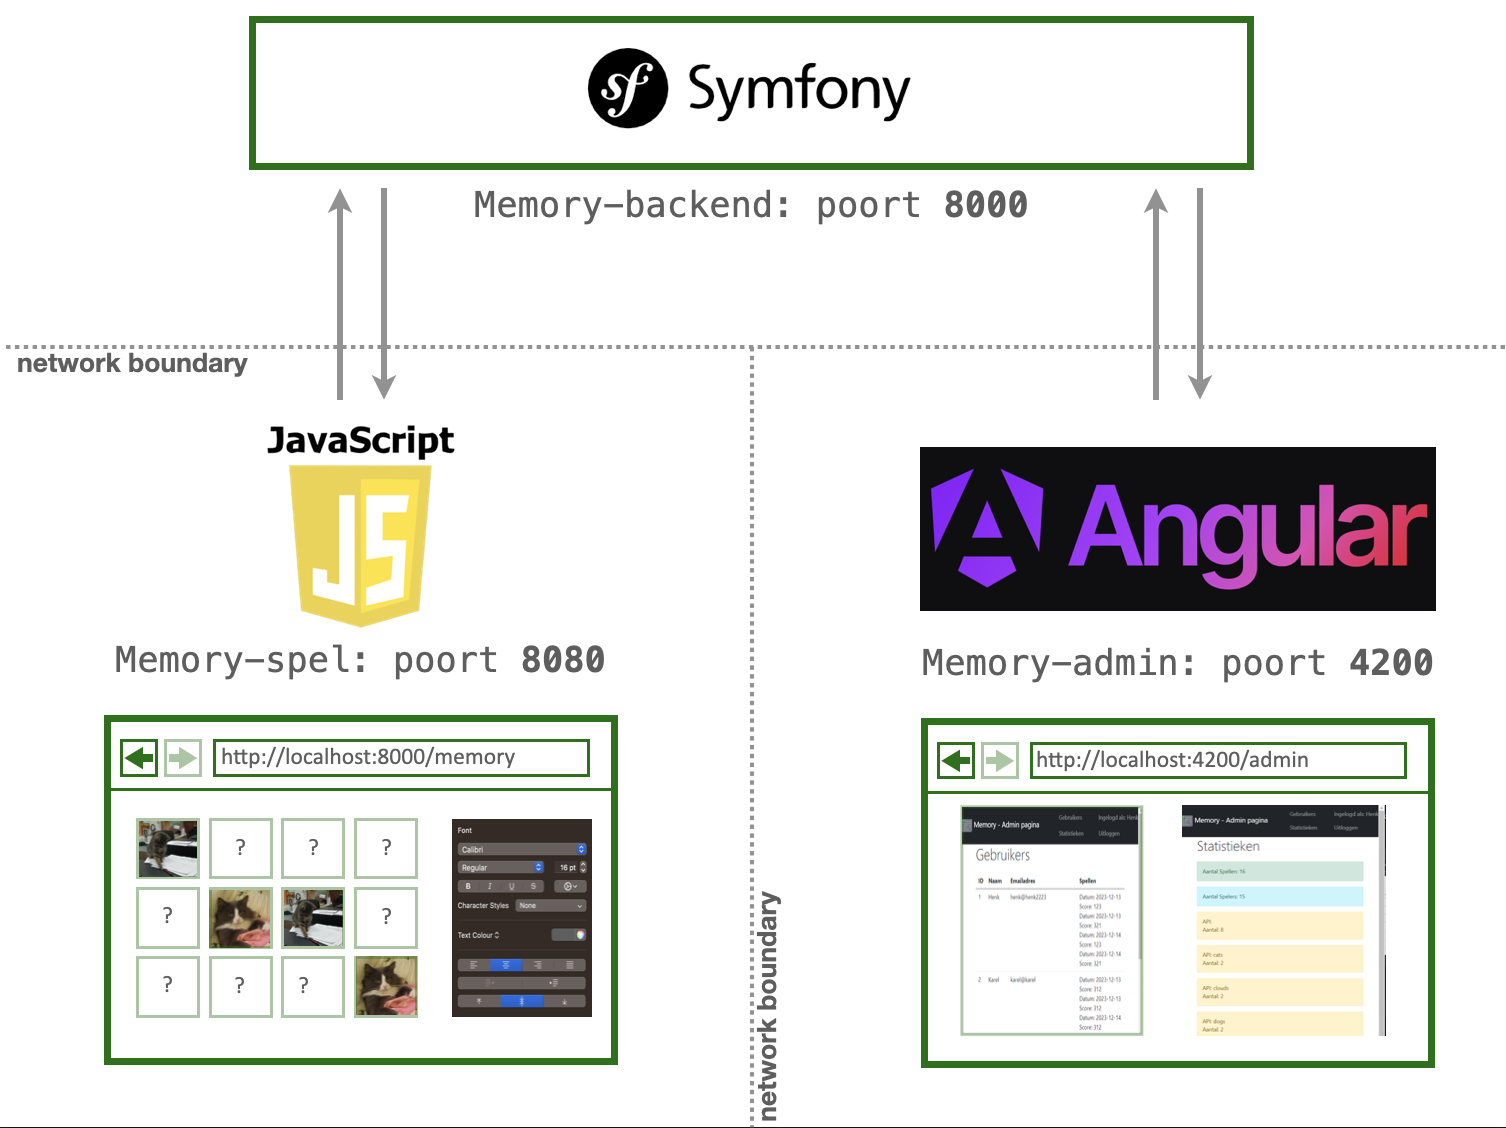 sf Symfony
Memory-backend: poort 8000
network boundary
JavaScript
JS
Angular
Memory-spel: poort 8080
Memory-admin: poort 4200
http://localhost:8000/memory
? ? ?
? ?
? ? ?
Font
Calibri
Regular 16 pt
B I U S
Character Styles None
Text Colour
http://localhost:4200/admin
Memory - Admin pagina
Gebruikers Ingelogd als: Henk
Statistieken Uitloggen
Gebruikers
ID Naam Emailadres Spellen
1 Henk henk@henk2223 Datum: 2023-12-13
Score: 123
Datum: 2023-12-13
Score: 321
Datum: 2023-12-14
Score: 123
Datum: 2023-12-14
Score: 321
2 Karel karel@karel Datum: 2023-12-13
Score: 312
Datum: 2023-12-13
Score: 312
Datum: 2023-12-14
Score: 312
Memory - Admin pagina
Gebruikers Ingelogd als: Henk
Statistieken Uitloggen
Statistieken
Aantal Spellen: 16
Aantal Spelers: 15
API:
Aantal: 8
API: cats
Aantal: 2
API: clouds
Aantal: 2
API: dogs
Aantal: 2
network boundary